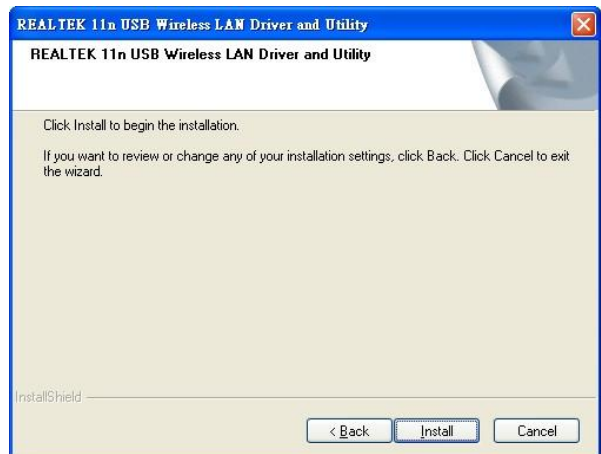 REALTEK 11n USB Wireless LAN Driver and Utility
REALTEK 11n USB Wireless LAN Driver and Utility
Click Install to begin the installation.
If you want to review or change any of your installation settings, click Back. Click Cancel to exit
the wizard.
InstallShield
< Back
Install
Cancel